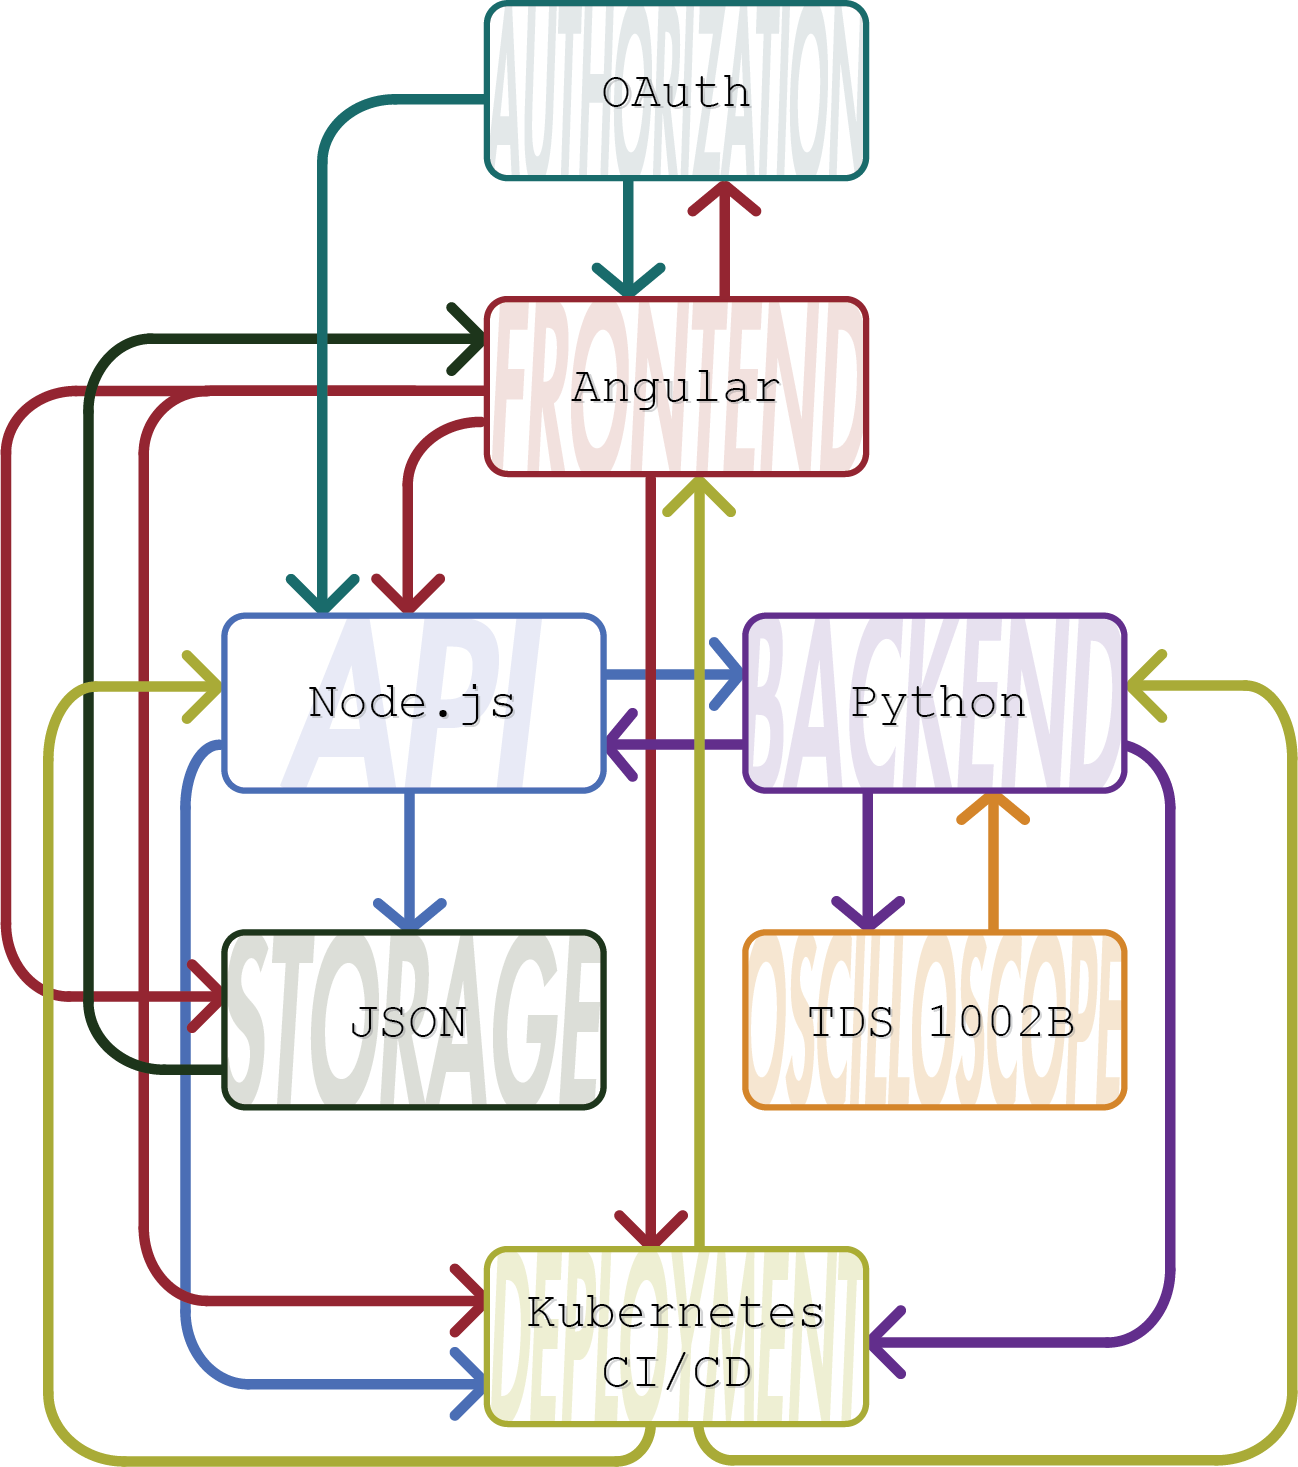 AUTHORIZATION
OAuth
FRONTEND
Angular
API
Node.js
BACKEND
Python
STORAGE
JSON
OSCILLOSCOPE
TDS 1002B
DEPLOYMENT
Kubernetes
CI/CD